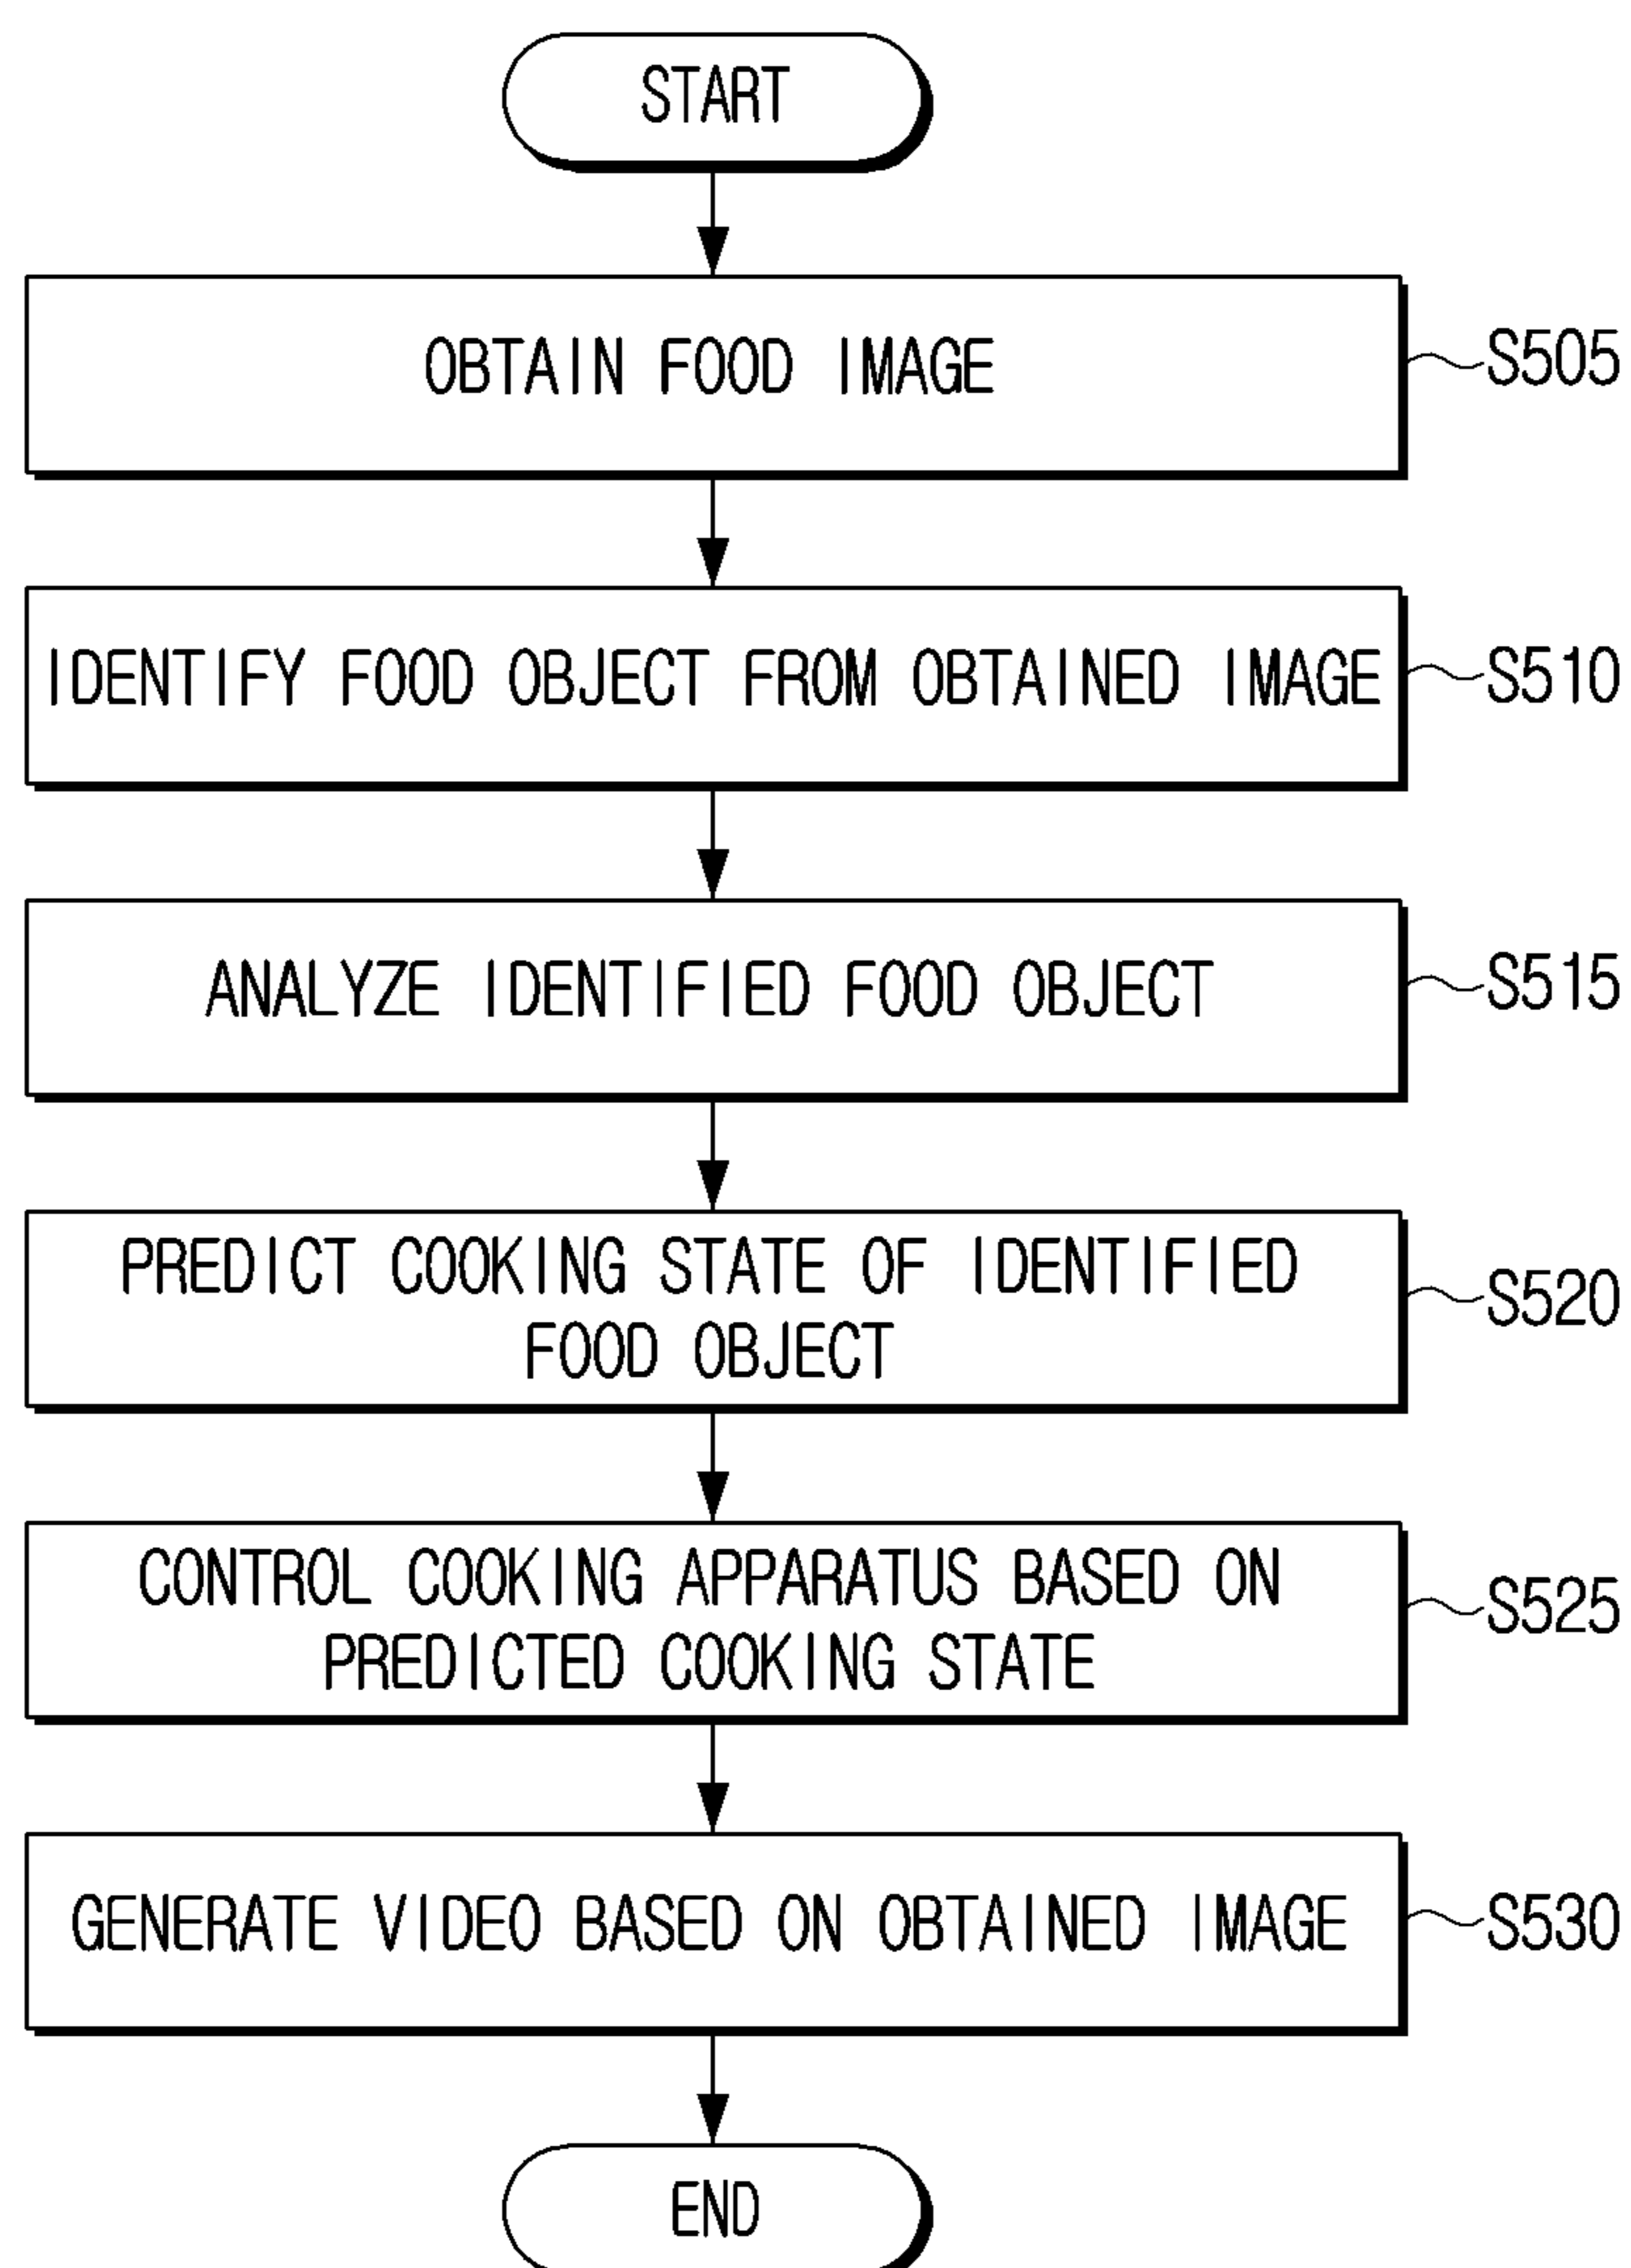 START
OBTAIN FOOD IMAGE
S505
IDENTIFY FOOD OBJECT FROM OBTAINED IMAGE
S510
ANALYZE IDENTIFIED FOOD OBJECT
S515
PREDICT COOKING STATE OF IDENTIFIED
FOOD OBJECT
S520
CONTROL COOKING APPARATUS BASED ON
PREDICTED COOKING STATE
S525
GENERATE VIDEO BASED ON OBTAINED IMAGE
S530
END